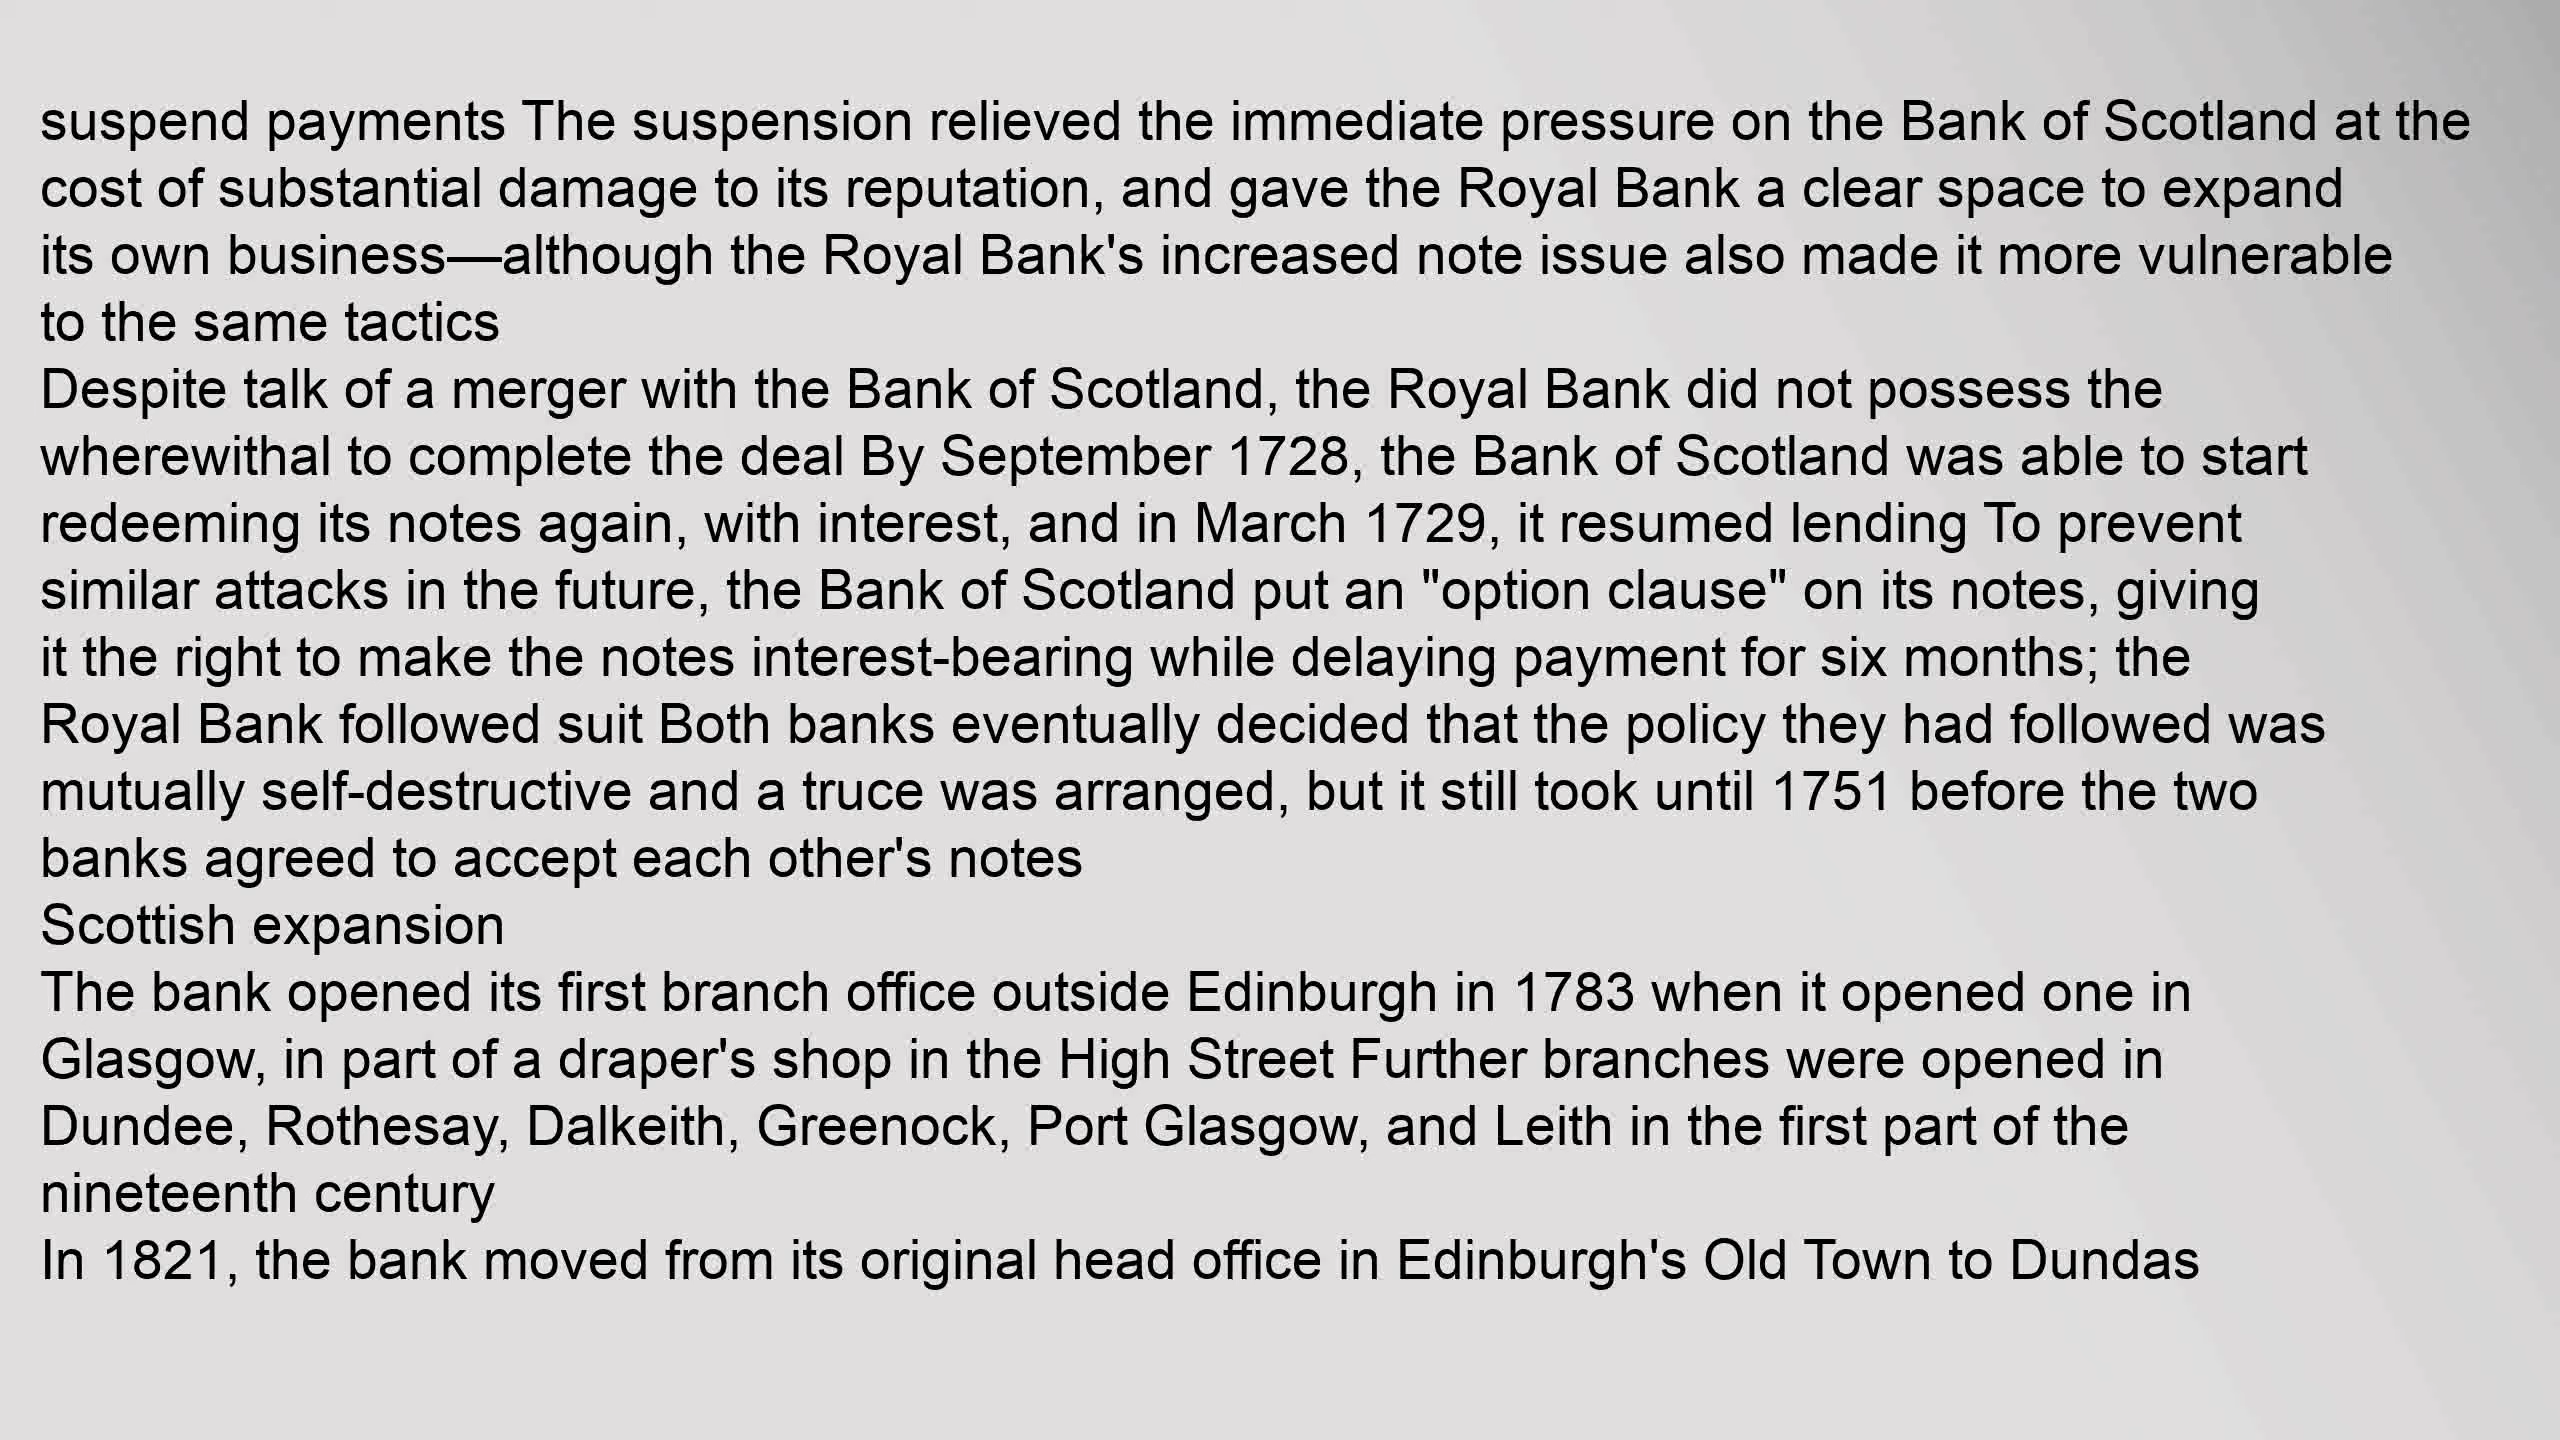 suspend payments The suspension relieved the immediate pressure on the Bank of Scotland at the
cost of substantial damage to its reputation, and gave the Royal Bank a clear space to expand
its own business—although the Royal Bank's increased note issue also made it more vulnerable
to the same tactics
Despite talk of a merger with the Bank of Scotland, the Royal Bank did not possess the
wherewithal to complete the deal By September 1728, the Bank of Scotland was able to start
redeeming its notes again, with interest, and in March 1729, it resumed lending To prevent
similar attacks in the future, the Bank of Scotland put an "option clause" on its notes, giving
it the right to make the notes interest-bearing while delaying payment for six months; the
Royal Bank followed suit Both banks eventually decided that the policy they had followed was
mutually self-destructive and a truce was arranged, but it still took until 1751 before the two
banks agreed to accept each other's notes
Scottish expansion
The bank opened its first branch office outside Edinburgh in 1783 when it opened one in
Glasgow, in part of a draper's shop in the High Street Further branches were opened in
Dundee, Rothesay, Dalkeith, Greenock, Port Glasgow, and Leith in the first part of the
nineteenth century
In 1821, the bank moved from its original head office in Edinburgh's Old Town to Dundas